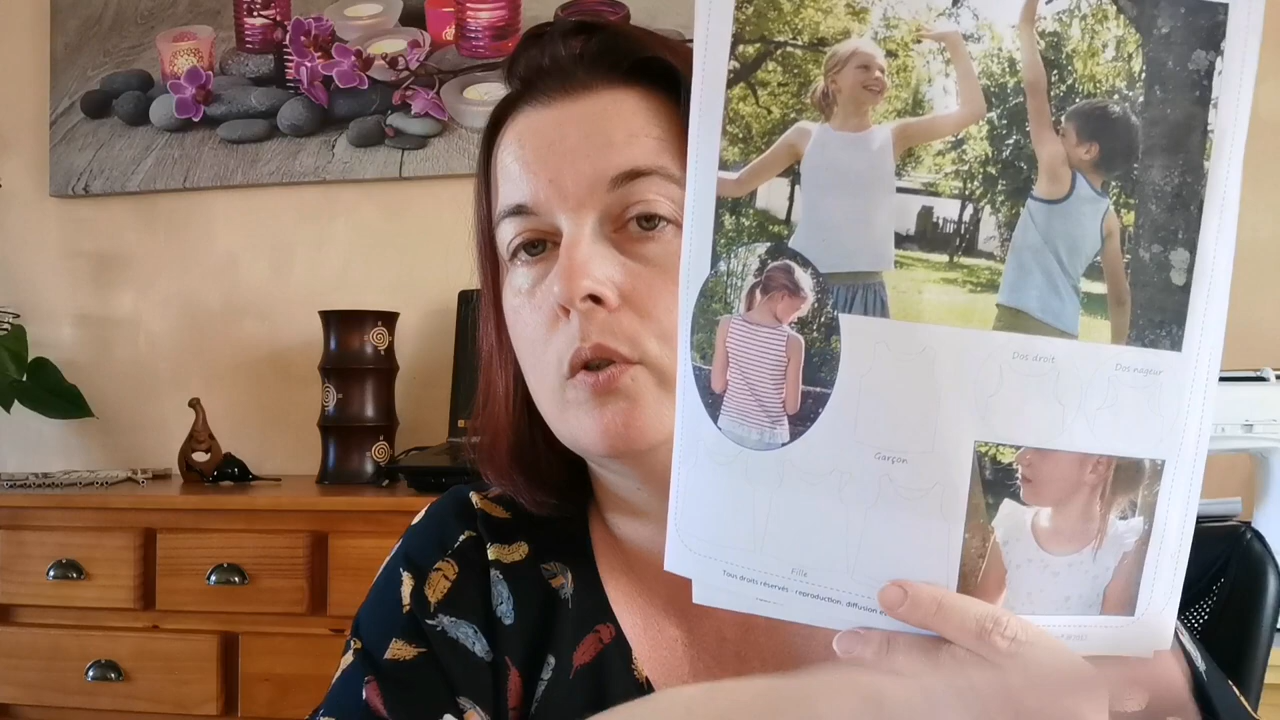 Dos droit
Dos nageur
Garçon
Fille
Tous droits réservés - reproduction, diffusion